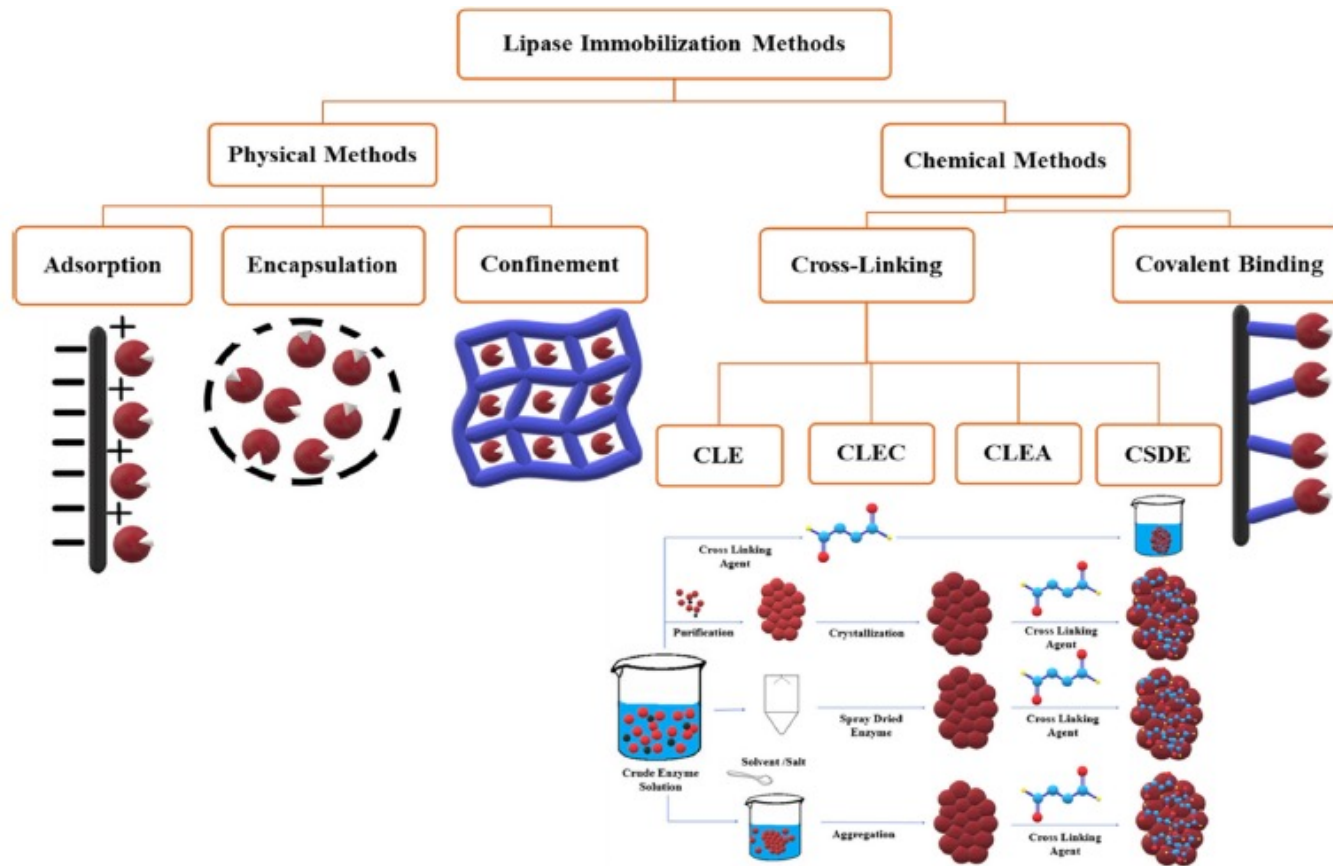 Lipase Immobilization Methods
Physical Methods
Chemical Methods
Adsorption
Encapsulation
Confinement
Cross-Linking
Covalent Binding
CLE
CLEC
CLEA
CSDE
Cross Linking
Agent
Purification
Crystallization
Cross Linking
Agent
Spray Dried
Enzyme
Cross Linking
Agent
Crude Enzyme
Solution
Solvent /Salt
Aggregation
Cross Linking
Agent